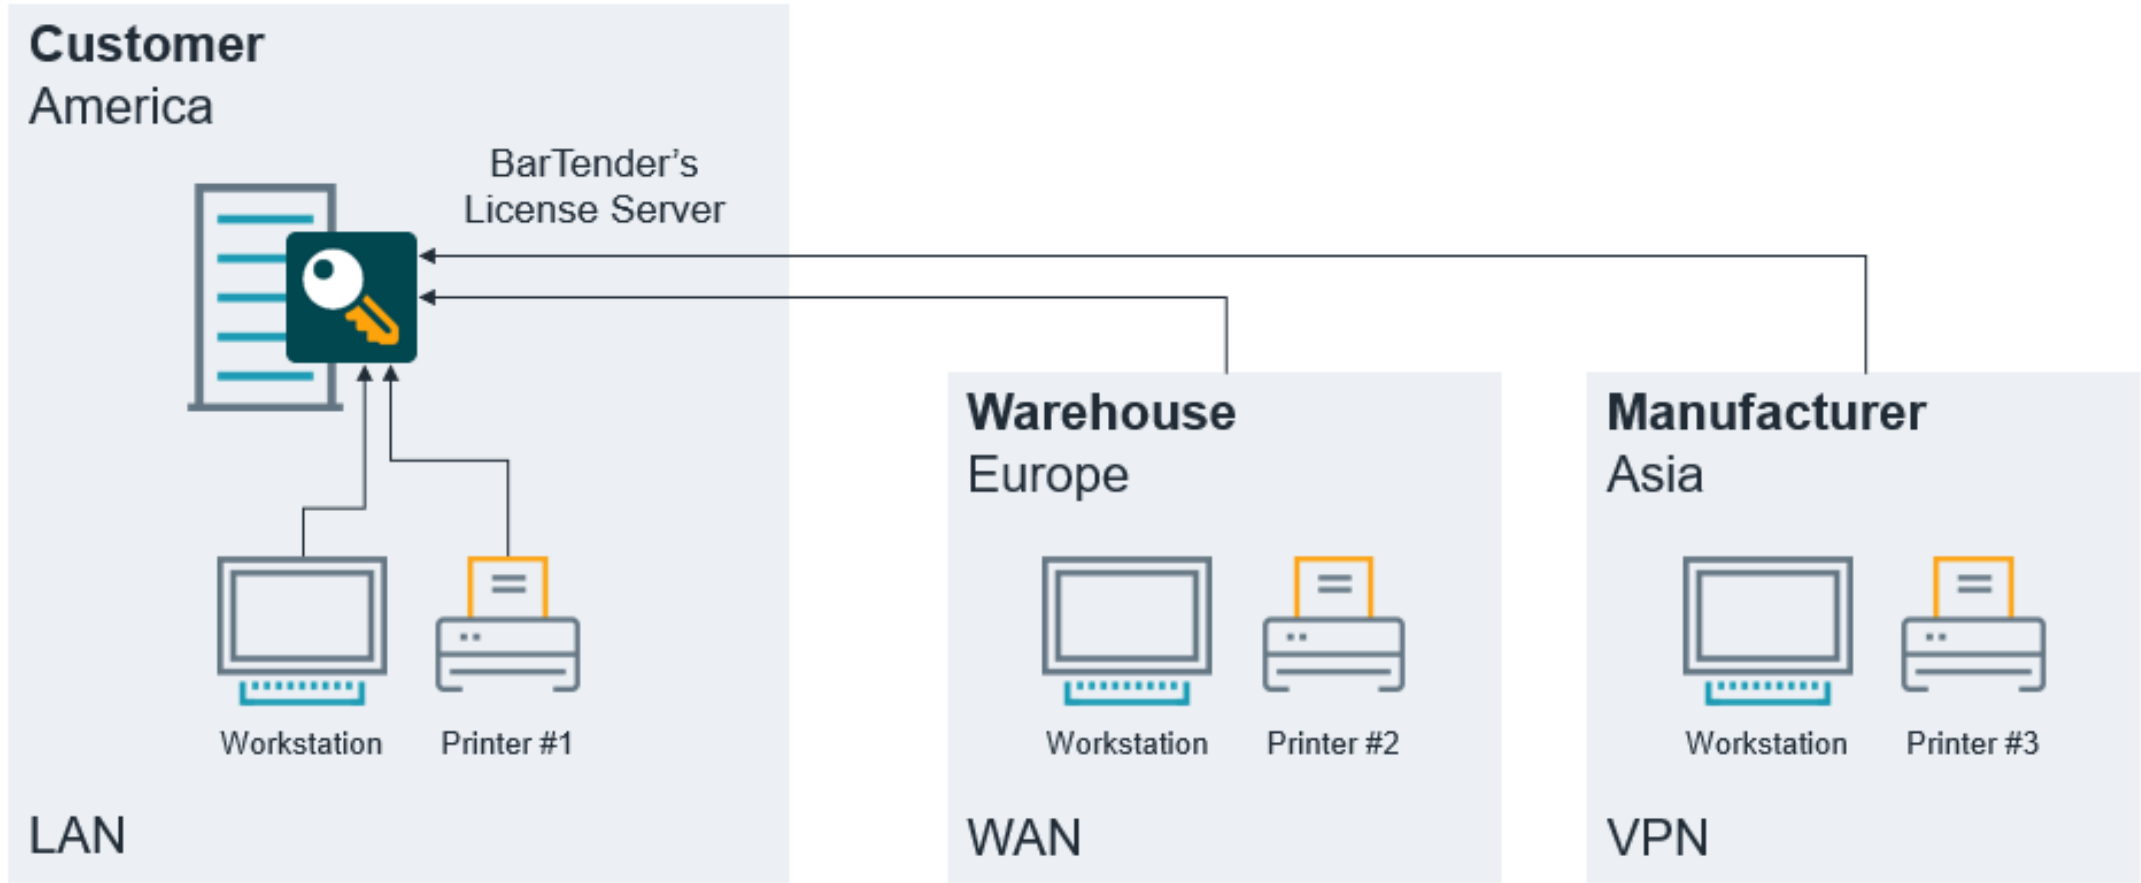 Customer
America
BarTender’s
License Server
Workstation
Printer #1
LAN
Warehouse
Europe
Workstation
Printer #2
WAN
Manufacturer
Asia
Workstation
Printer #3
VPN